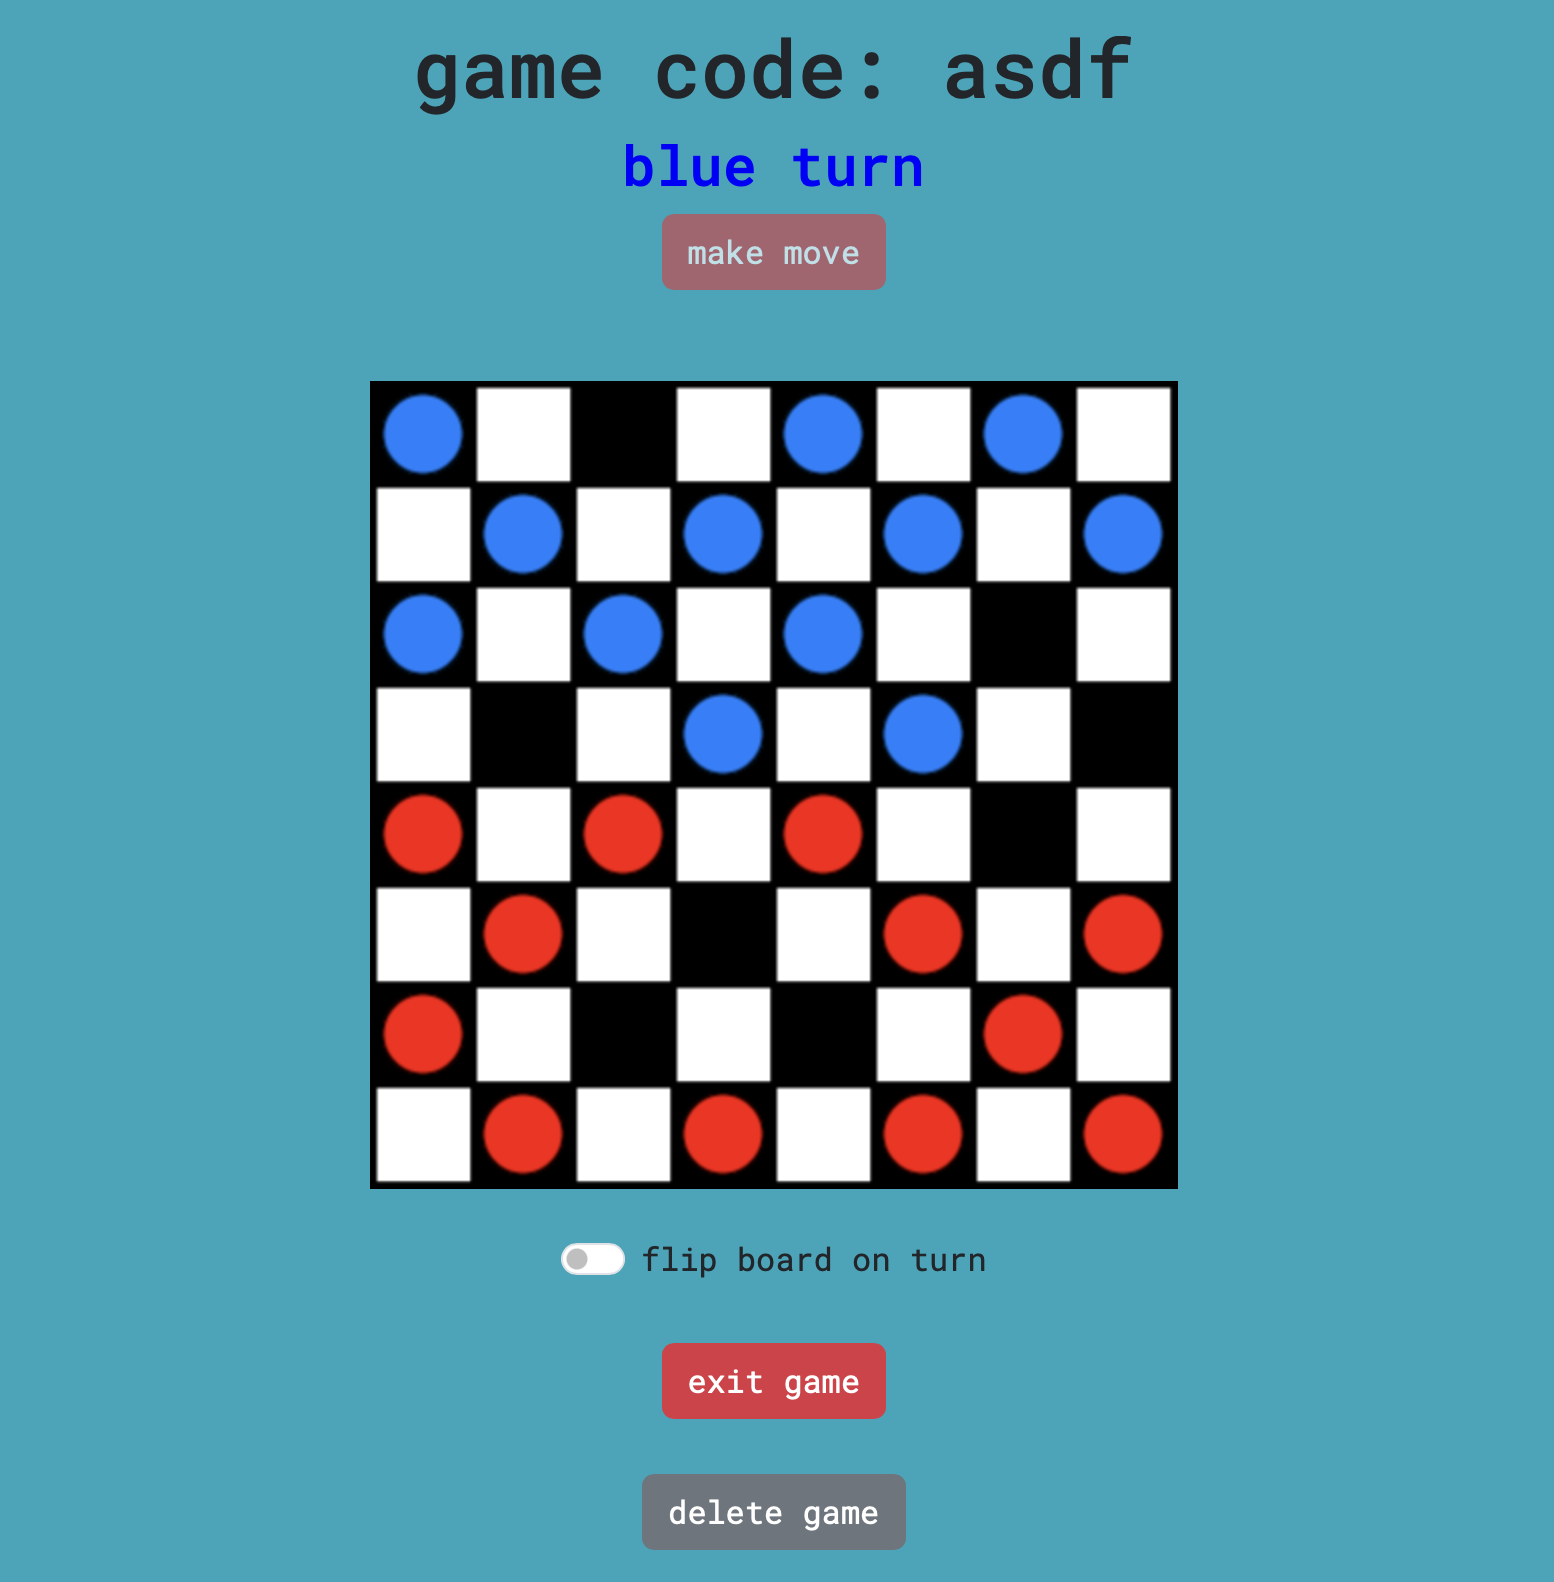 game code: asdf
blue turn
make move
flip board on turn
exit game
delete game